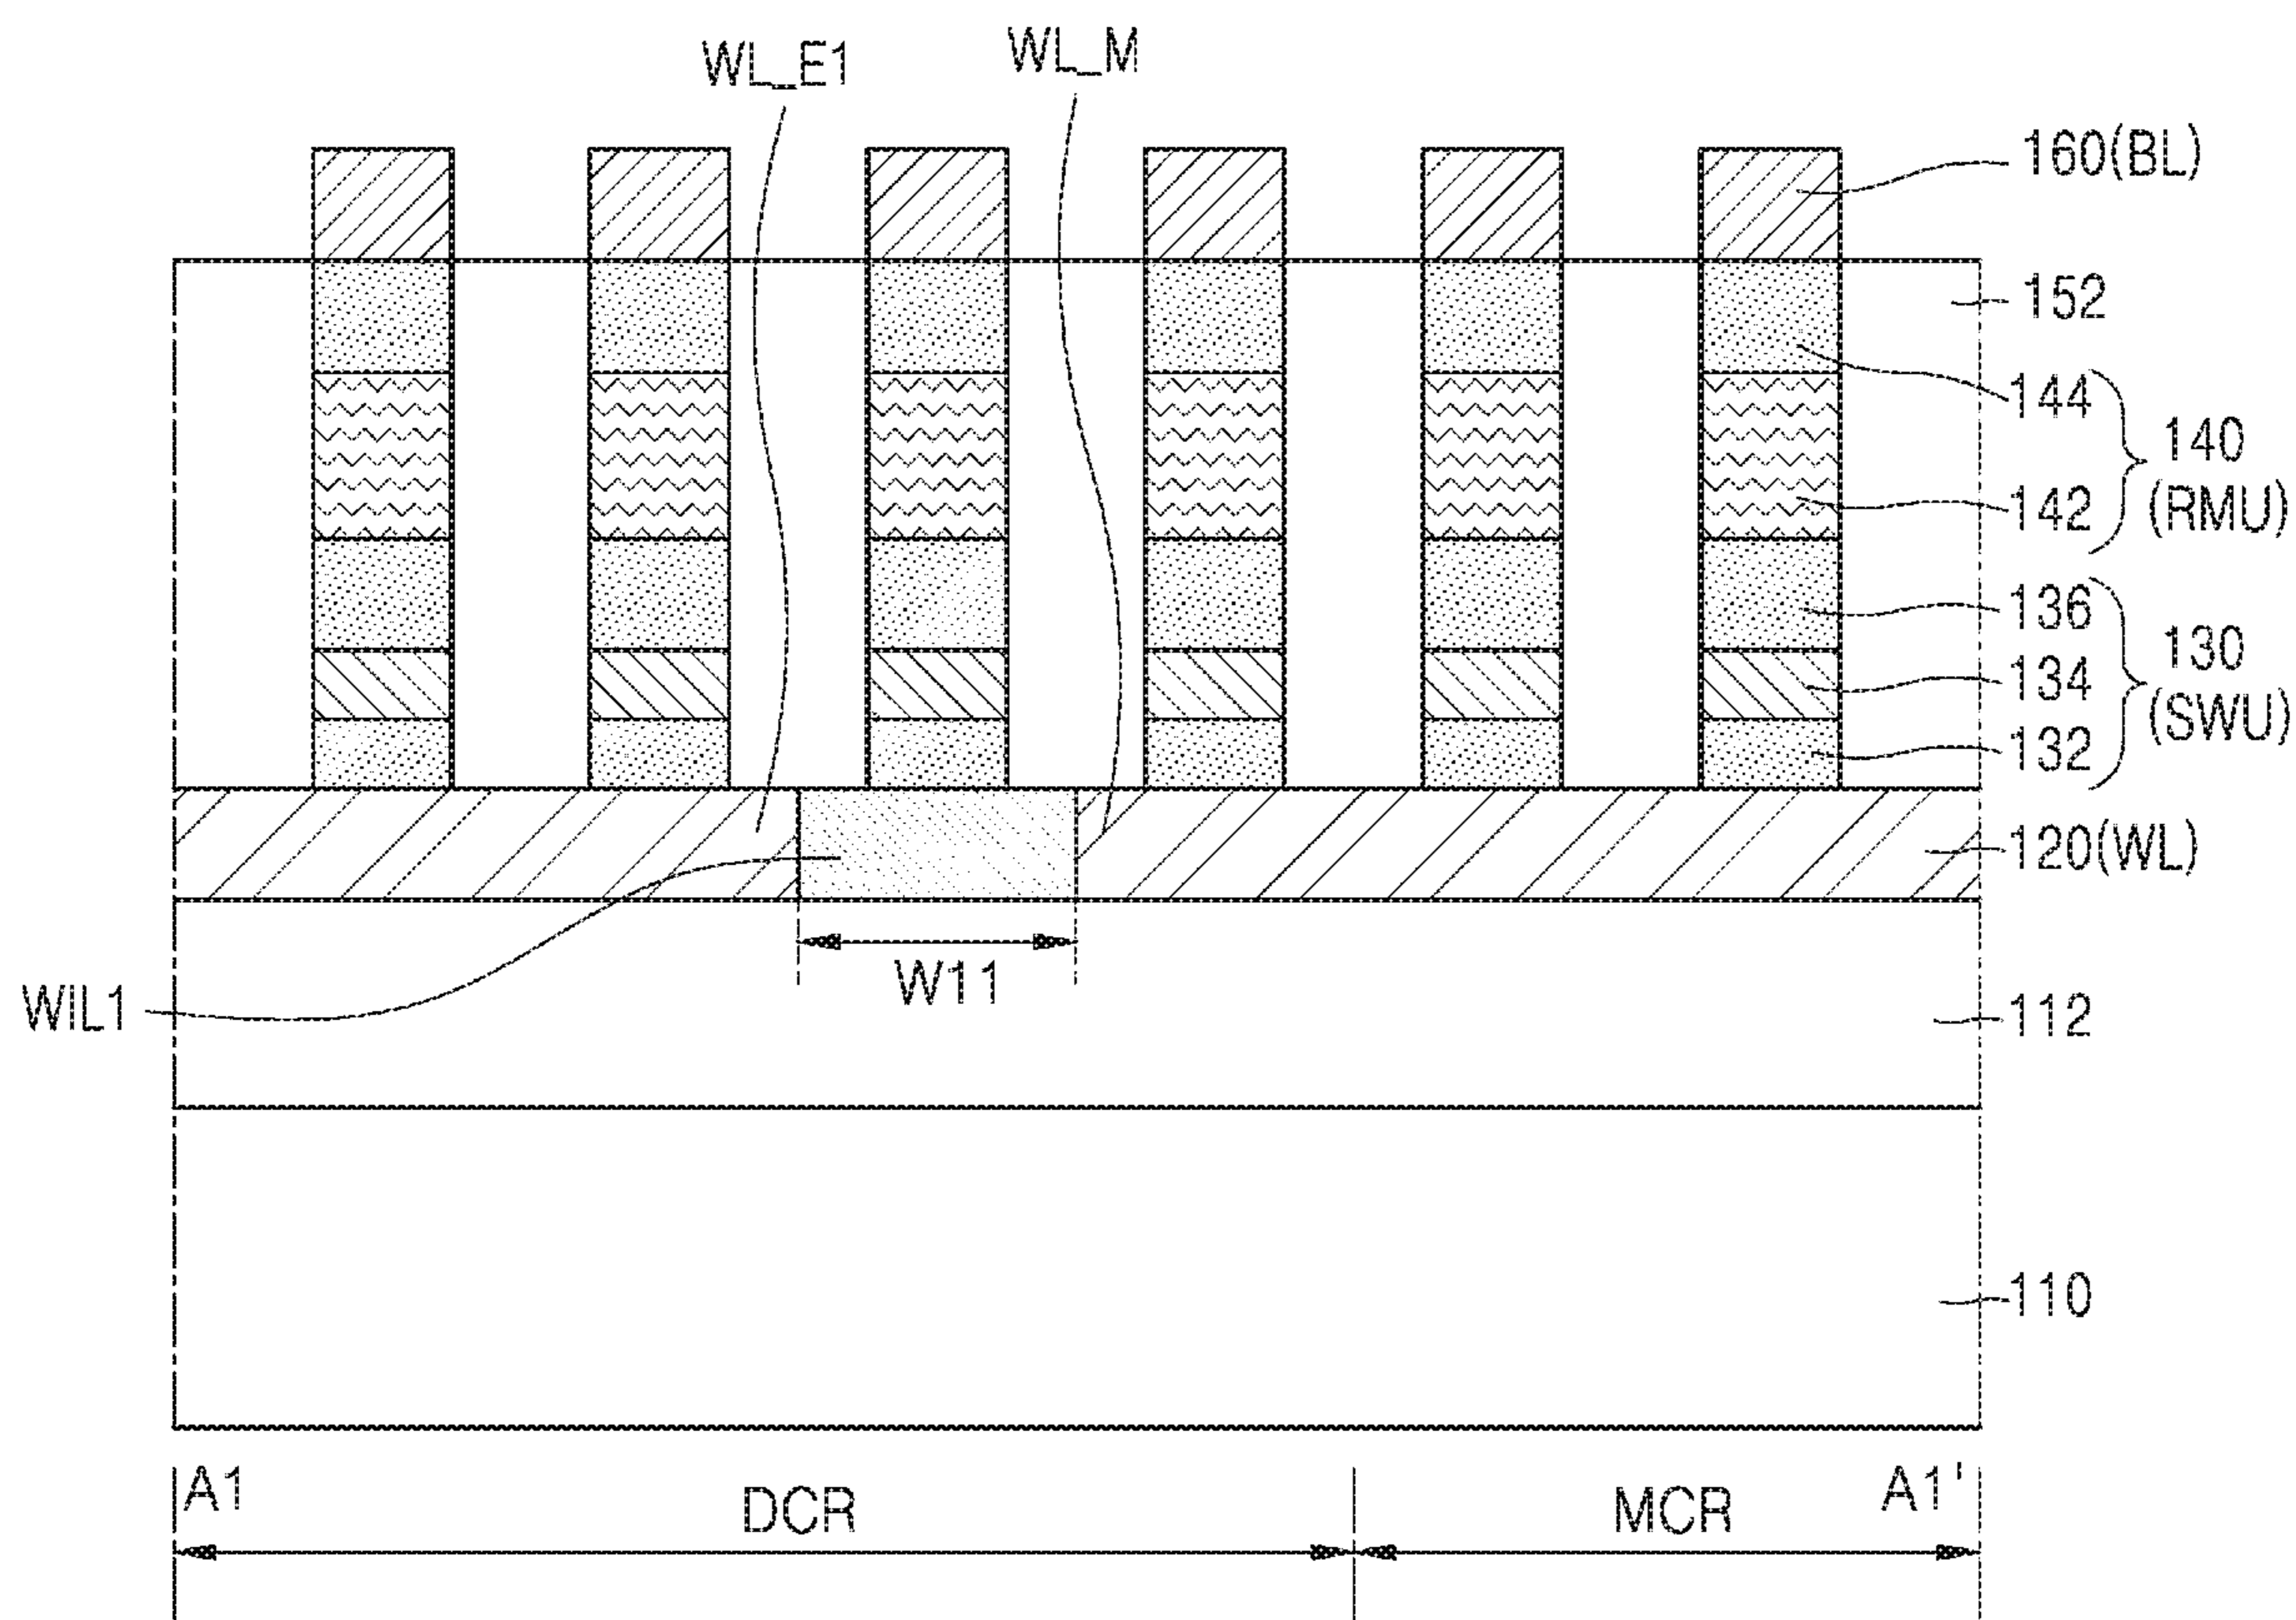 WL_E1
WL_M
160(BL)
152
144
140
142
(RMU)
136
130
134
(SWU)
132
120(WL)
W11
WIL1
112
110
A1
A1'
DCR
MCR